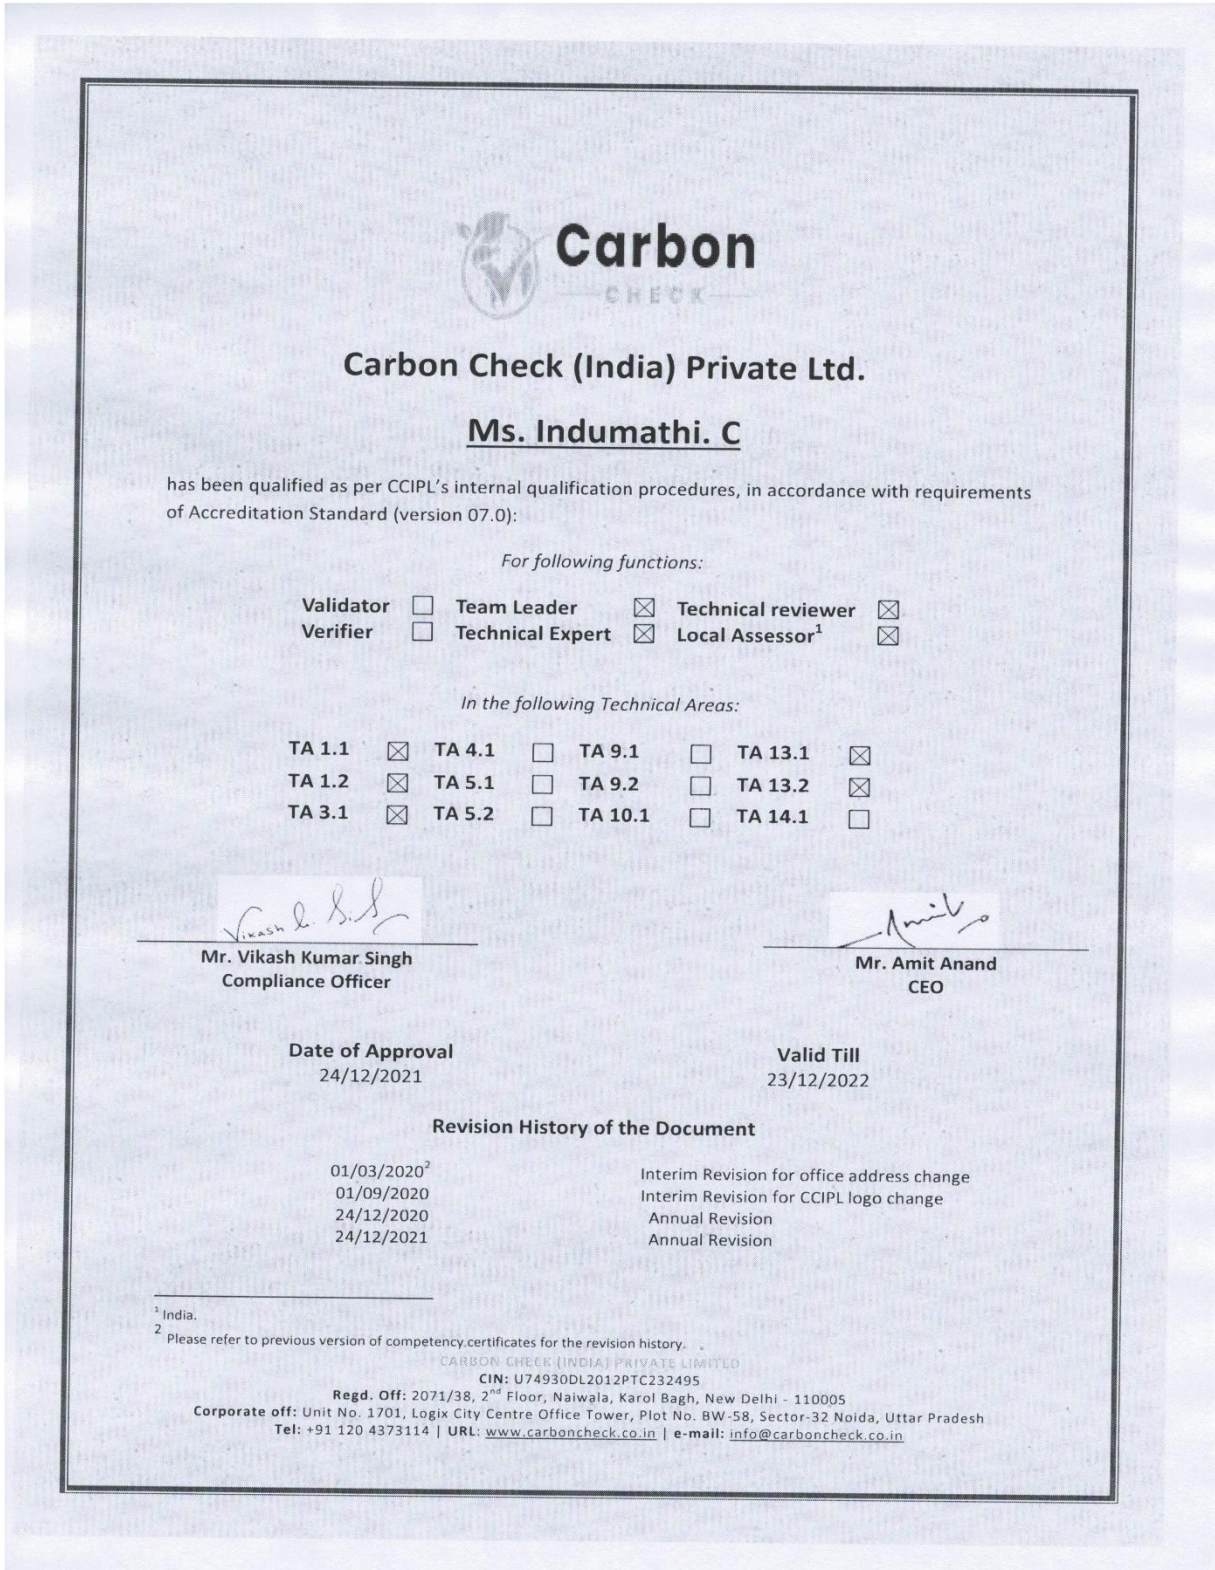 Carbon
CHECK
Carbon Check (India) Private Ltd.
Ms. Indumathi. C
has been qualified as per CCIPL's internal qualification procedures, in accordance with requirements
of Accreditation Standard (version 07.0):
For following functions:
Validator ☐ Team Leader ☒ Technical reviewer ☒
Verifier ☐ Technical Expert ☒ Local Assessor¹ ☒
In the following Technical Areas:
TA 1.1 ☒ TA 4.1 ☐ TA 9.1 ☐ TA 13.1 ☒
TA 1.2 ☒ TA 5.1 ☐ TA 9.2 ☐ TA 13.2 ☒
TA 3.1 ☒ TA 5.2 ☐ TA 10.1 ☐ TA 14.1 ☐
Mr. Vikash Kumar Singh
Compliance Officer
Mr. Amit Anand
CEO
Date of Approval
24/12/2021
Valid Till
23/12/2022
Revision History of the Document
01/03/2020² Interim Revision for office address change
01/09/2020 Interim Revision for CCIPL logo change
24/12/2020 Annual Revision
24/12/2021 Annual Revision
¹ India.
² Please refer to previous version of competency certificates for the revision history.
CARBON CHECK (INDIA) PRIVATE LIMITED
CIN: U74930DL2012PTC232495
Regd. Off: 2071/38, 2nd Floor, Naiwala, Karol Bagh, New Delhi - 110005
Corporate off: Unit No. 1701, Logix City Centre Office Tower, Plot No. BW-58, Sector-32 Noida, Uttar Pradesh
Tel: +91 120 4373114 | URL: www.carboncheck.co.in | e-mail: info@carboncheck.co.in